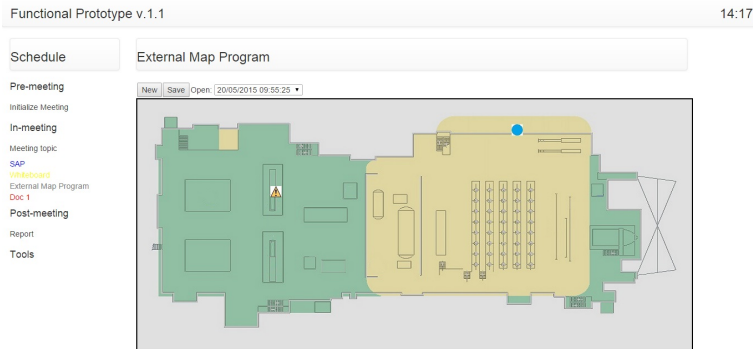 Functional Prototype v.1.1
14:17
Schedule
External Map Program
Pre-meeting
Initialize Meeting
In-meeting
Meeting topic
SAP
Whiteboard
External Map Program
Doc 1
Post-meeting
Report
Tools
New Save Open: 20/05/2015 09:55:25